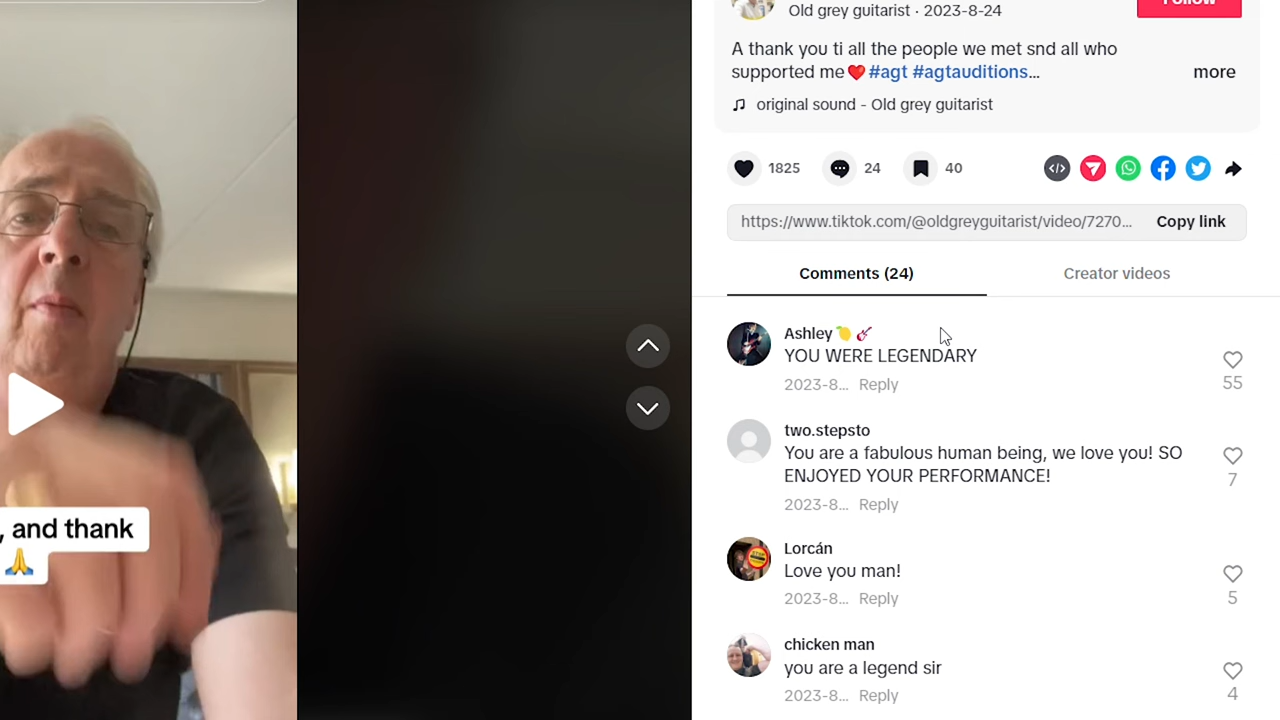 Old grey guitarist · 2023-8-24
A thank you ti all the people we met snd all who
supported me❤️ #agt #agtauditions...
more
original sound - Old grey guitarist
1825
24
40
https://www.tiktok.com/@oldgreyguitarist/video/7270...
Copy link
Comments (24)
Creator videos
Ashley 🍋 🎸
YOU WERE LEGENDARY
2023-8... Reply
55
two.stepsto
You are a fabulous human being, we love you! SO
ENJOYED YOUR PERFORMANCE!
2023-8... Reply
7
Lorcán
Love you man!
2023-8... Reply
5
chicken man
you are a legend sir
2023-8... Reply
4
, and thank
🙏